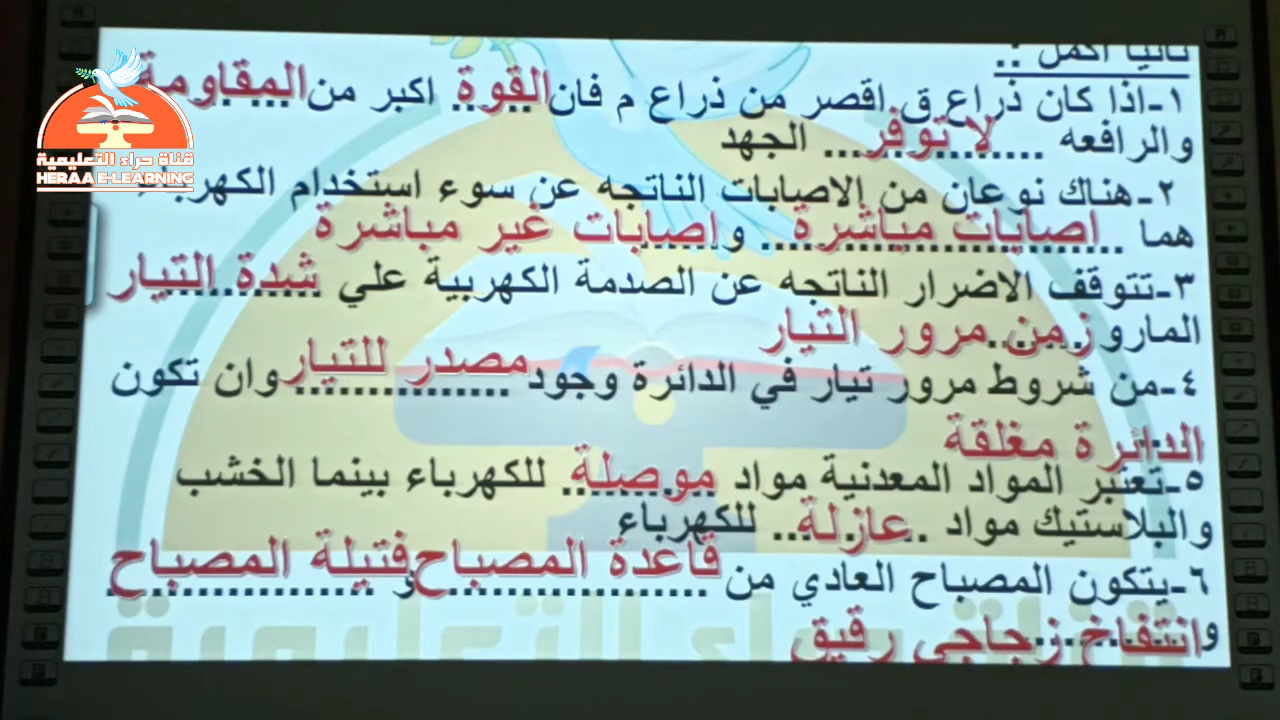 ثانيا أكمل ..
١-اذا كان ذراع ق اقصر من ذراع م فان القوة اكبر من المقاومة
والرافعه لا توفر الجهد
٢-هناك نوعان من الاصابات الناتجه عن سوء استخدام الكهرباء
هما اصابات مباشرة و اصابات غير مباشرة
٣-تتوقف الاضرار الناتجه عن الصدمة الكهربية علي شدة التيار
المارو زمن مرور التيار
٤-من شروط مرور تيار في الدائرة وجود مصدر للتيار وان تكون
الدائرة مغلقة
٥-تعتبر المواد المعدنية مواد موصلة للكهرباء بينما الخشب
والبلاستيك مواد عازلة للكهرباء
٦-يتكون المصباح العادي من قاعدة المصباح و فتيلة المصباح
و انتفاخ زجاجي رقيق
قناة حراء التعليمية
HERAA E-LEARNING
قناة حراء التعليمية